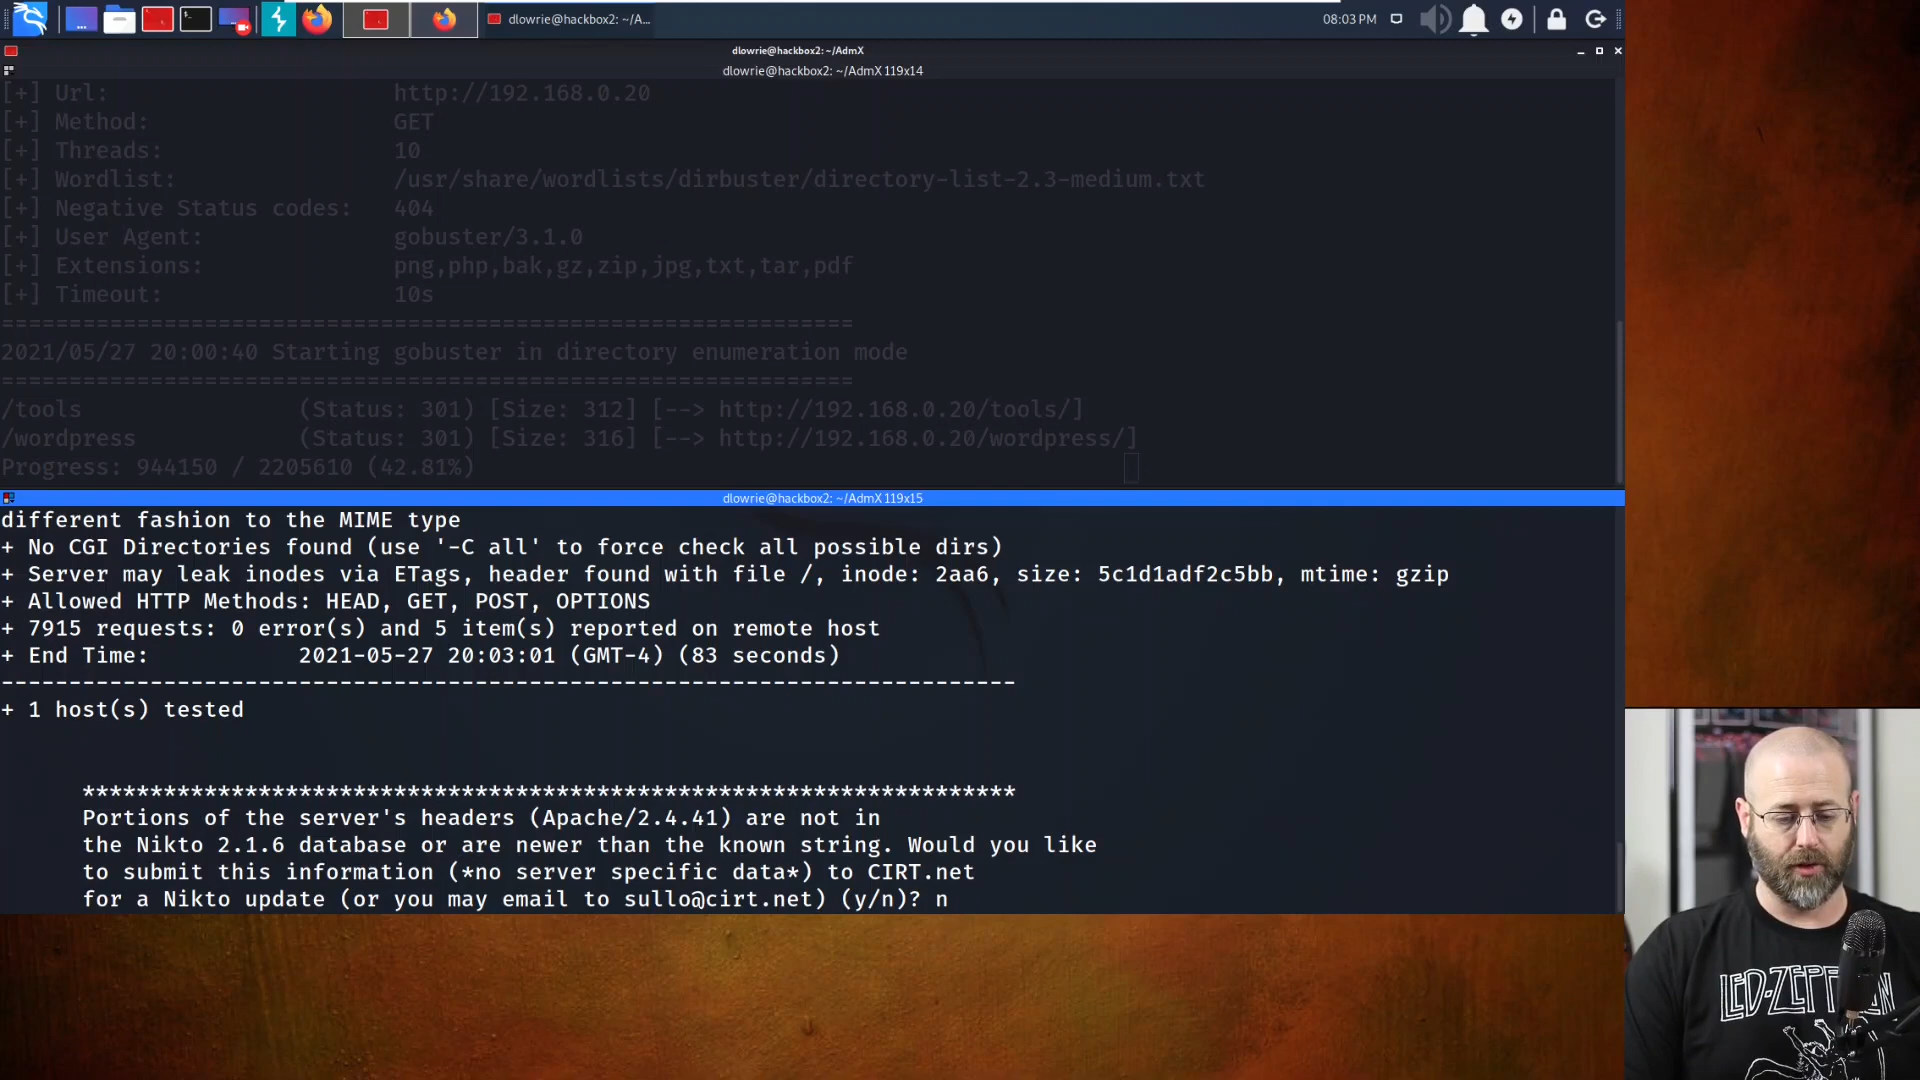 dlowrie@hackbox2: ~/A...
08:03 PM
dlowrie@hackbox2: ~/AdmX
dlowrie@hackbox2: ~/AdmX 119x14
[+] Url: http://192.168.0.20
[+] Method: GET
[+] Threads: 10
[+] Wordlist: /usr/share/wordlists/dirbuster/directory-list-2.3-medium.txt
[+] Negative Status codes: 404
[+] User Agent: gobuster/3.1.0
[+] Extensions: png,php,bak,gz,zip,jpg,txt,tar,pdf
[+] Timeout: 10s
===============================================================
2021/05/27 20:00:40 Starting gobuster in directory enumeration mode
===============================================================
/tools (Status: 301) [Size: 312] [--> http://192.168.0.20/tools/]
/wordpress (Status: 301) [Size: 316] [--> http://192.168.0.20/wordpress/]
Progress: 944150 / 2205610 (42.81%)
dlowrie@hackbox2: ~/AdmX 119x15
different fashion to the MIME type
+ No CGI Directories found (use '-C all' to force check all possible dirs)
+ Server may leak inodes via ETags, header found with file /, inode: 2aa6, size: 5c1d1adf2c5bb, mtime: gzip
+ Allowed HTTP Methods: HEAD, GET, POST, OPTIONS
+ 7915 requests: 0 error(s) and 5 item(s) reported on remote host
+ End Time: 2021-05-27 20:03:01 (GMT-4) (83 seconds)
---------------------------------------------------------------------------
+ 1 host(s) tested
*********************************************************************
Portions of the server's headers (Apache/2.4.41) are not in
the Nikto 2.1.6 database or are newer than the known string. Would you like
to submit this information (*no server specific data*) to CIRT.net
for a Nikto update (or you may email to sullo@cirt.net) (y/n)? n
LED-ZEPPELIN